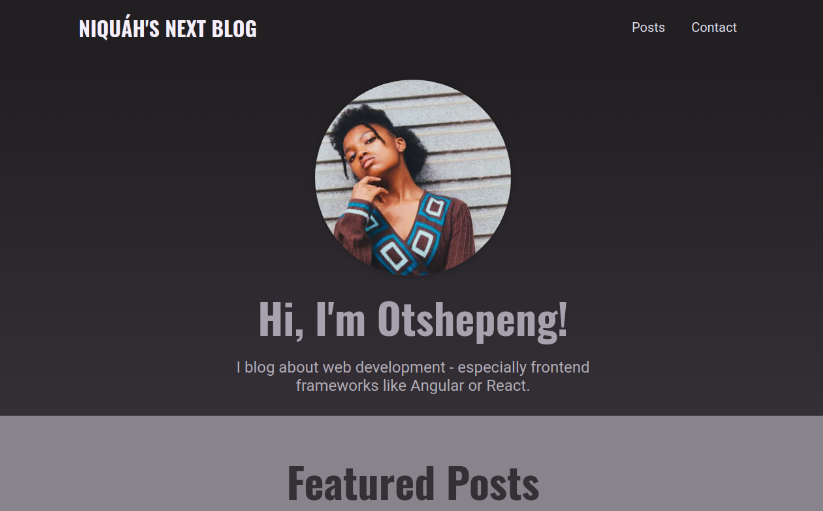 NIQUÁH'S NEXT BLOG
Posts
Contact
Hi, I'm Otshepeng!
I blog about web development - especially frontend
frameworks like Angular or React.
Featured Posts